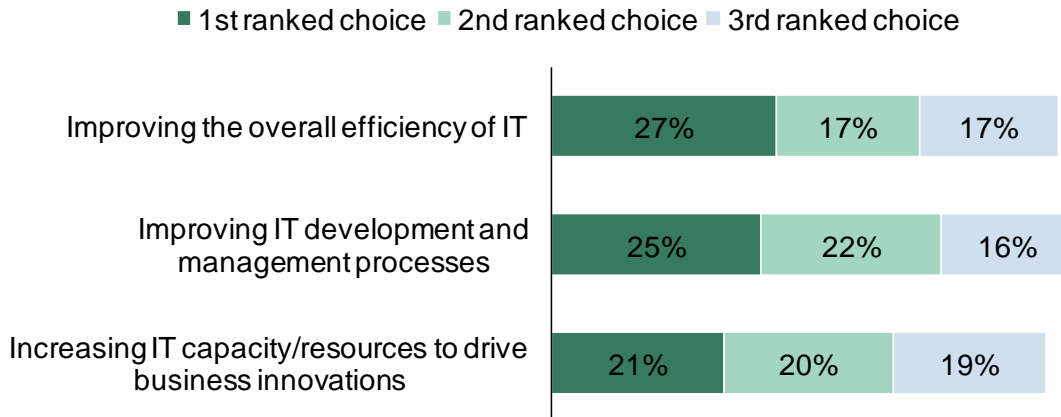 1st ranked choice 2nd ranked choice 3rd ranked choice
Improving the overall efficiency of IT 27% 17% 17%
Improving IT development and
management processes 25% 22% 16%
Increasing IT capacity/resources to drive
business innovations 21% 20% 19%